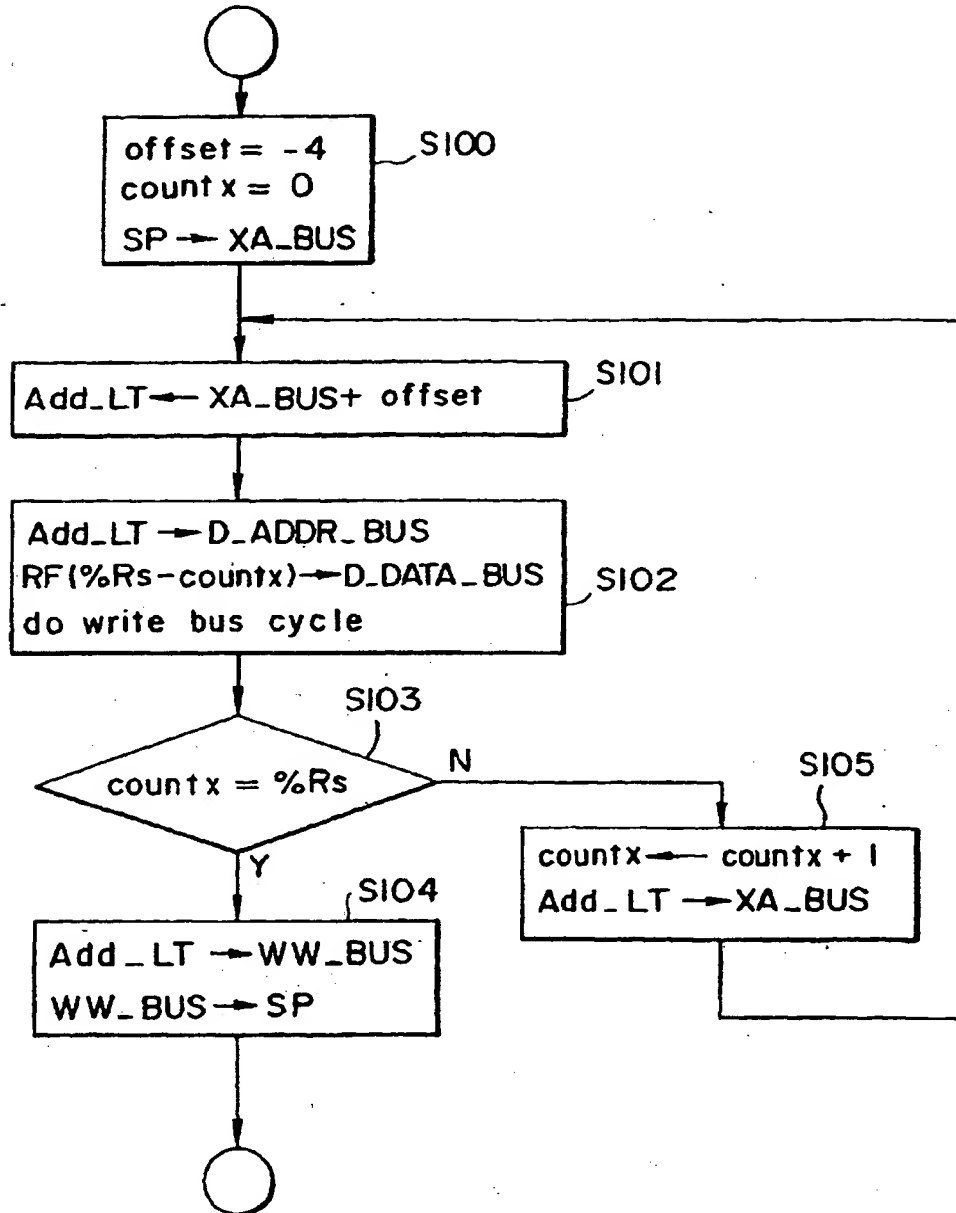 offset = -4
countx = 0
SP → XA_BUS
S100
Add_LT ← XA_BUS + offset
S101
Add_LT → D_ADDR_BUS
RF(%Rs-countx) → D_DATA_BUS
do write bus cycle
S102
S103
countx = %Rs
N
Y
S104
Add_LT → WW_BUS
WW_BUS → SP
S105
countx ← countx + 1
Add_LT → XA_BUS